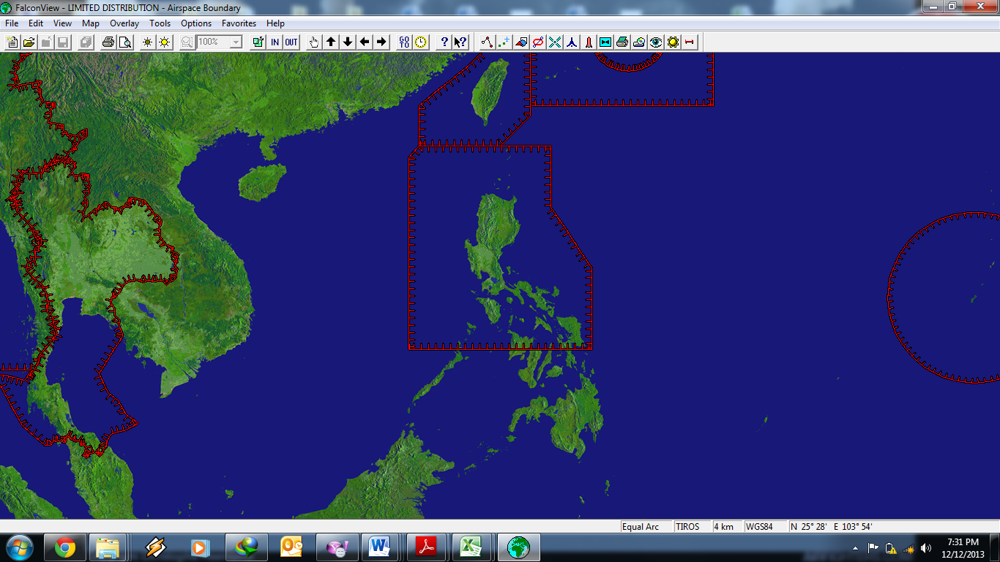 FalconView - LIMITED DISTRIBUTION - Airspace Boundary
File Edit View Map Overlay Tools Options Favorites Help
100% IN OUT GO TO ? ?
Equal Arc TIROS 4 km WGS84 N 25° 28' E 103° 54'
7:31 PM
12/12/2013